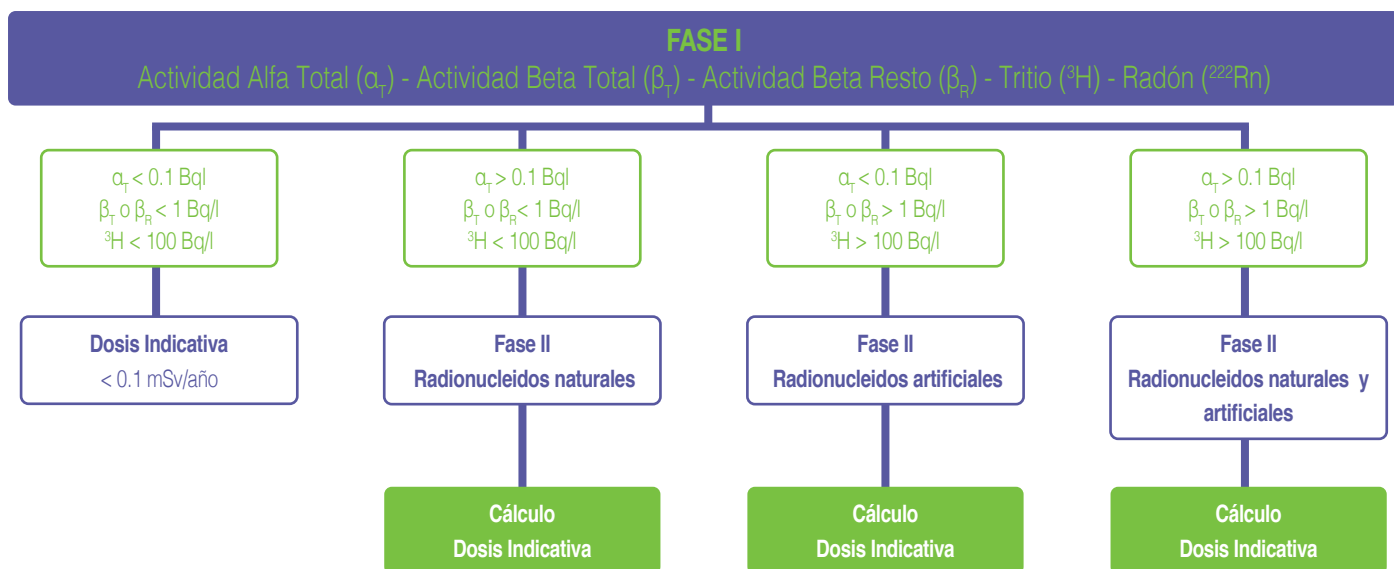 FASE I
Actividad Alfa Total (αT) - Actividad Beta Total (βT) - Actividad Beta Resto (βR) - Tritio (³H) - Radón (²²²Rn)
αT < 0.1 Bql
βT o βR < 1 Bq/l
³H < 100 Bq/l
αT > 0.1 Bql
βT o βR < 1 Bq/l
³H < 100 Bq/l
αT < 0.1 Bql
βT o βR > 1 Bq/l
³H > 100 Bq/l
αT > 0.1 Bql
βT o βR > 1 Bq/l
³H > 100 Bq/l
Dosis Indicativa
< 0.1 mSv/año
Fase II
Radionucleidos naturales
Fase II
Radionucleidos artificiales
Fase II
Radionucleidos naturales y
artificiales
Cálculo
Dosis Indicativa
Cálculo
Dosis Indicativa
Cálculo
Dosis Indicativa